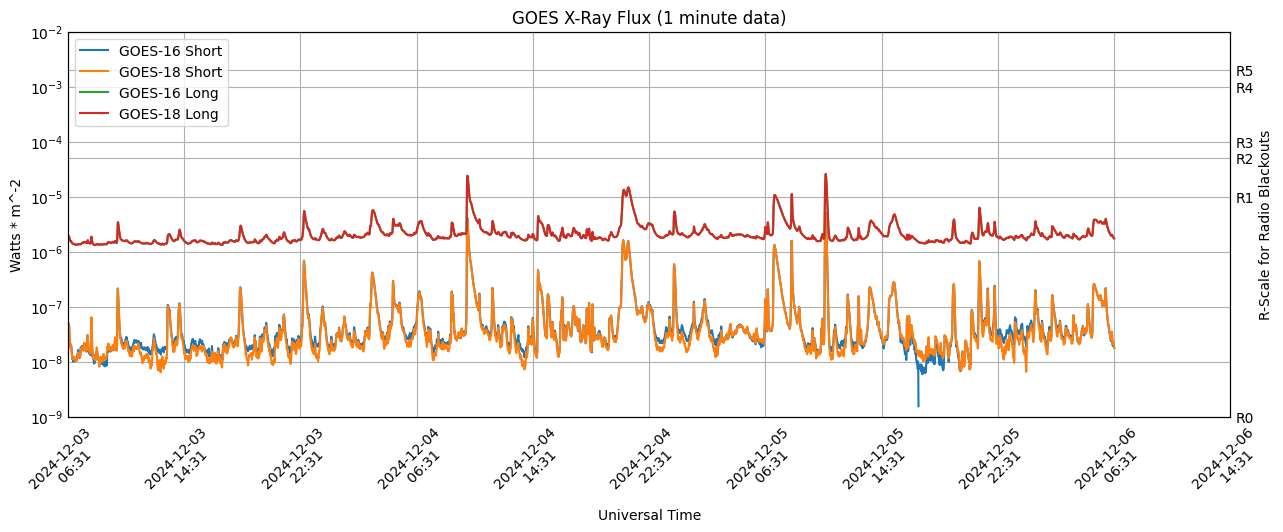 GOES X-Ray Flux (1 minute data)
GOES-16 Short
GOES-18 Short
GOES-16 Long
GOES-18 Long
Watts * m^-2
10⁻²
10⁻³
10⁻⁴
10⁻⁵
10⁻⁶
10⁻⁷
10⁻⁸
10⁻⁹
R5
R4
R3
R2
R1
R0
R-Scale for Radio Blackouts
2024-12-03
06:31
2024-12-03
14:31
2024-12-03
22:31
2024-12-04
06:31
2024-12-04
14:31
2024-12-04
22:31
2024-12-05
06:31
2024-12-05
14:31
2024-12-05
22:31
2024-12-06
06:31
2024-12-06
14:31
Universal Time